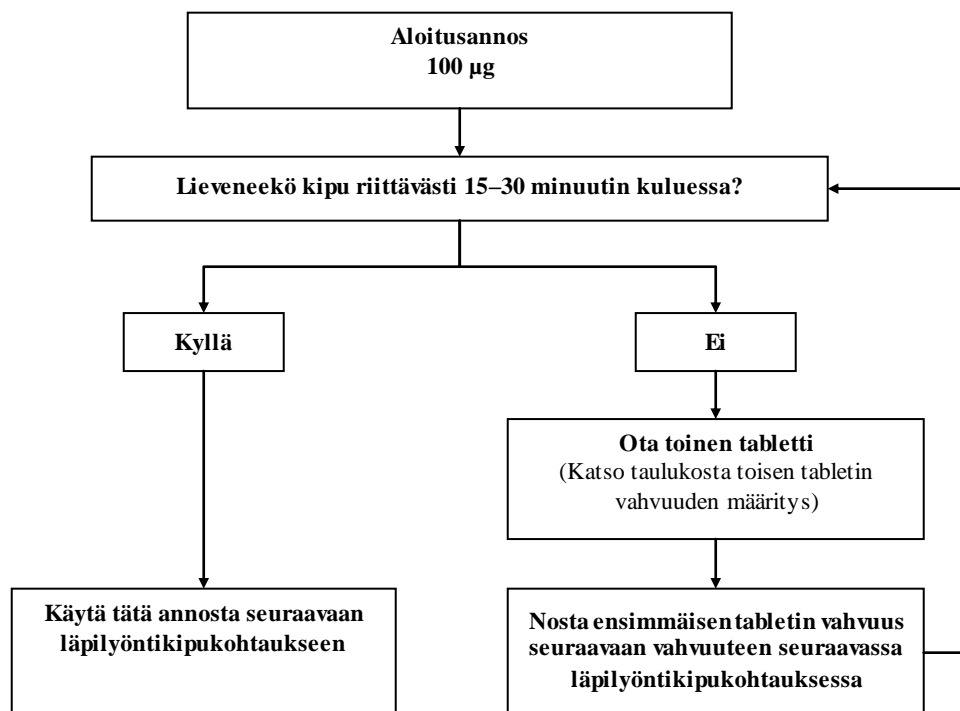 Aloitusannos
100 µg
Lieveneekö kipu riittävästi 15–30 minuutin kuluessa?
Kyllä
Ei
Ota toinen tabletti
(Katso taulukosta toisen tabletin
vahvuuden määritys)
Käytä tätä annosta seuraavaan
läpilyöntikipukohtaukseen
Nosta ensimmäisen tabletin vahvuus
seuraavaan vahvuuteen seuraavassa
läpilyöntikipukohtauksessa